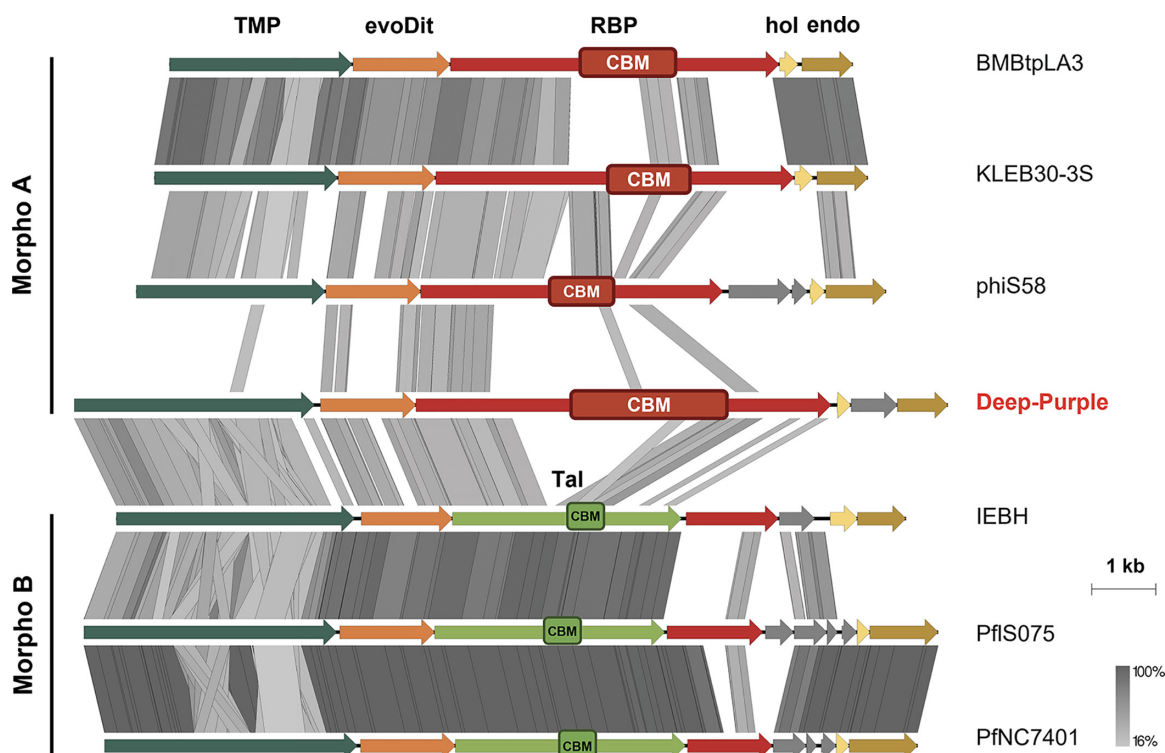 TMP evoDit RBP hol endo
CBM BMBtpLA3
CBM KLEB30-3S
Morpho A
CBM phiS58
CBM Deep-Purple
Tal
CBM IEBH
1 kb
Morpho B
CBM PflS075
100%
16%
CBM PfNC7401